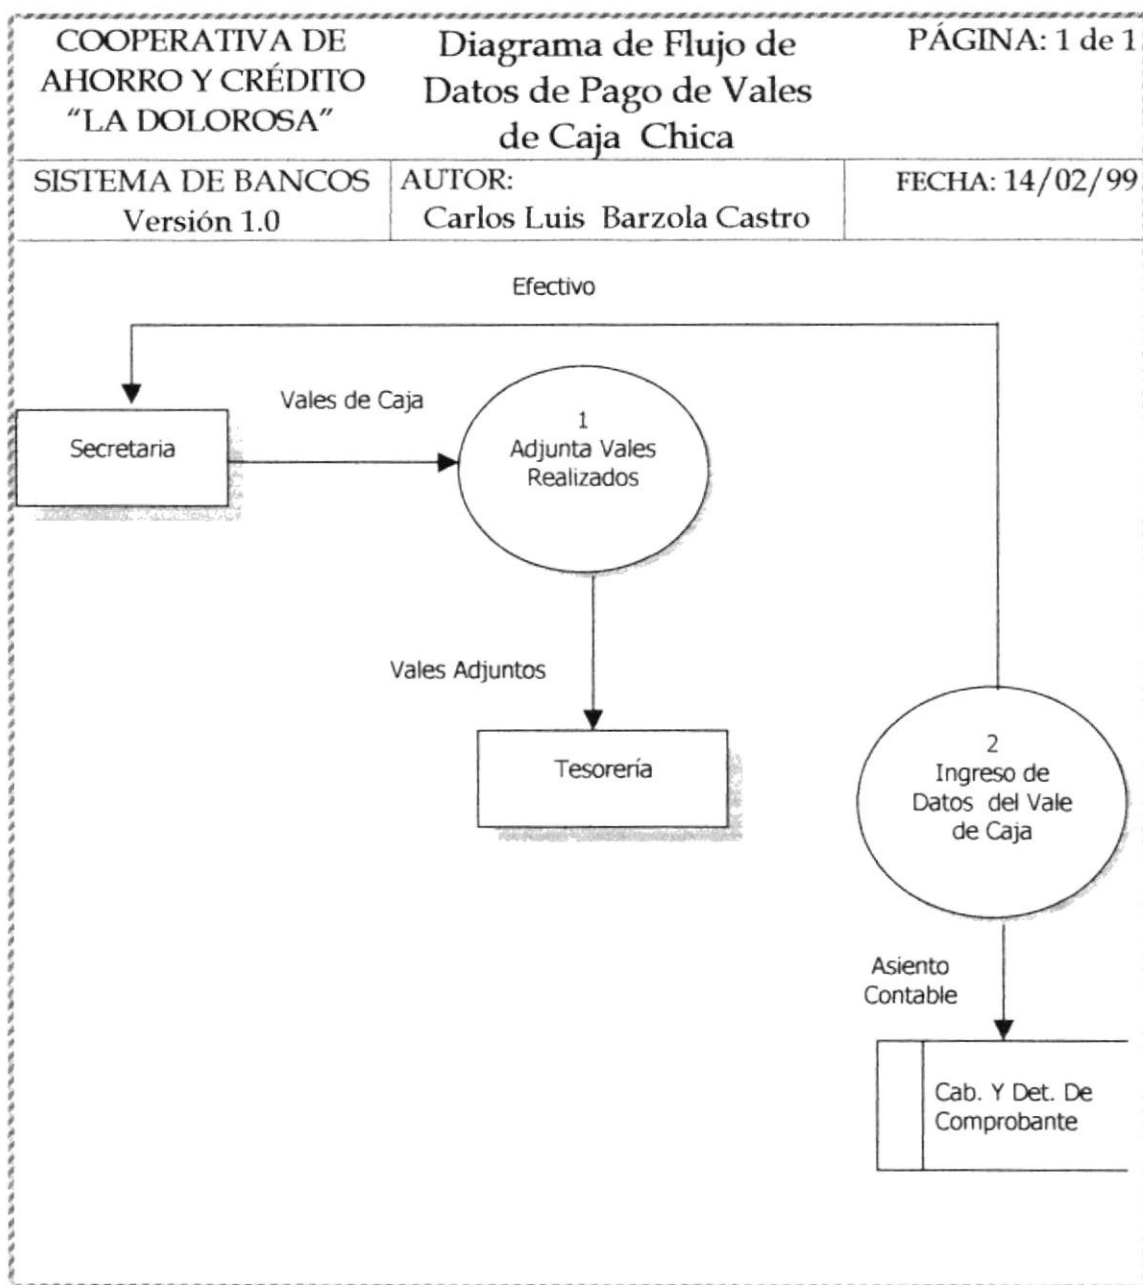 COOPERATIVA DE
AHORRO Y CRÉDITO
“LA DOLOROSA”
Diagrama de Flujo de
Datos de Pago de Vales
de Caja Chica
PÁGINA: 1 de 1
SISTEMA DE BANCOS
Versión 1.0
AUTOR:
Carlos Luis Barzola Castro
FECHA: 14/02/99
Efectivo
Vales de Caja
Secretaria
1
Adjunta Vales
Realizados
Vales Adjuntos
Tesorería
2
Ingreso de
Datos del Vale
de Caja
Asiento
Contable
Cab. Y Det. De
Comprobante